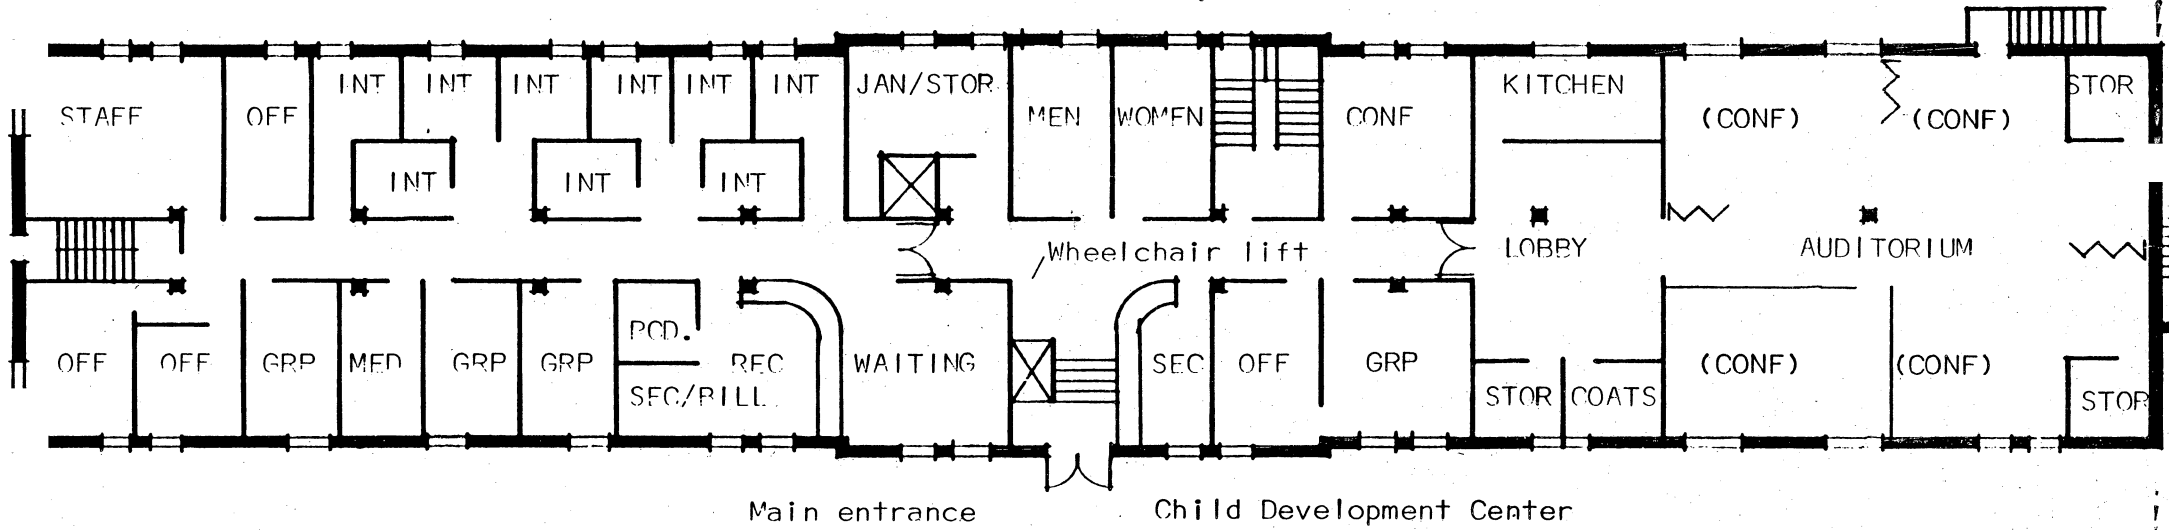 INT INT INT INT INT INT JAN/STOR KITCHEN STOR
STAFF OFF MEN WOMEN CONF (CONF) (CONF)
INT INT INT
Wheelchair lift LOBBY AUDITORIUM
PCD. 
OFF OFF GRP MED GRP GRP REC WAITING SEC OFF GRP (CONF) (CONF)
SEC/BILL STOR COATS STOR
Main entrance Child Development Center